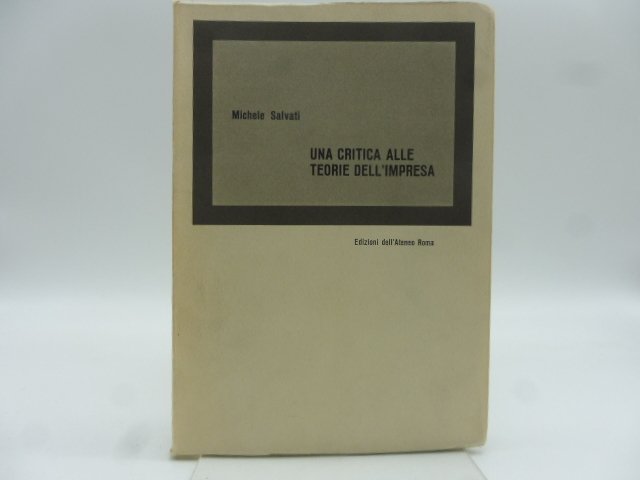 Michele Salvati
UNA CRITICA ALLE
TEORIE DELL'IMPRESA
Edizioni dell'Ateneo Roma